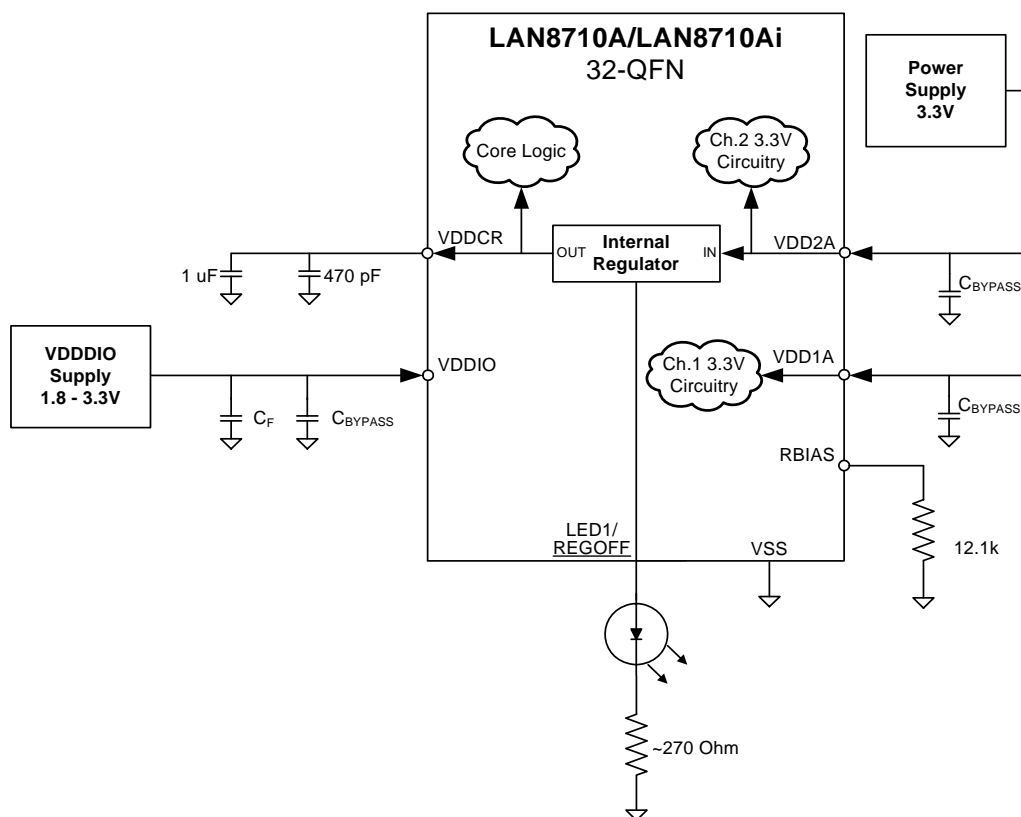 LAN8710A/LAN8710Ai
32-QFN
Power
Supply
3.3V
Core Logic
Ch.2 3.3V
Circuitry
VDDCR
OUT
Internal
Regulator
IN
VDD2A
1 uF
470 pF
CBYPASS
VDDDIO
Supply
1.8 - 3.3V
VDDIO
Ch.1 3.3V
Circuitry
VDD1A
CF
CBYPASS
CBYPASS
RBIAS
12.1k
LED1/
REGOFF
VSS
~270 Ohm